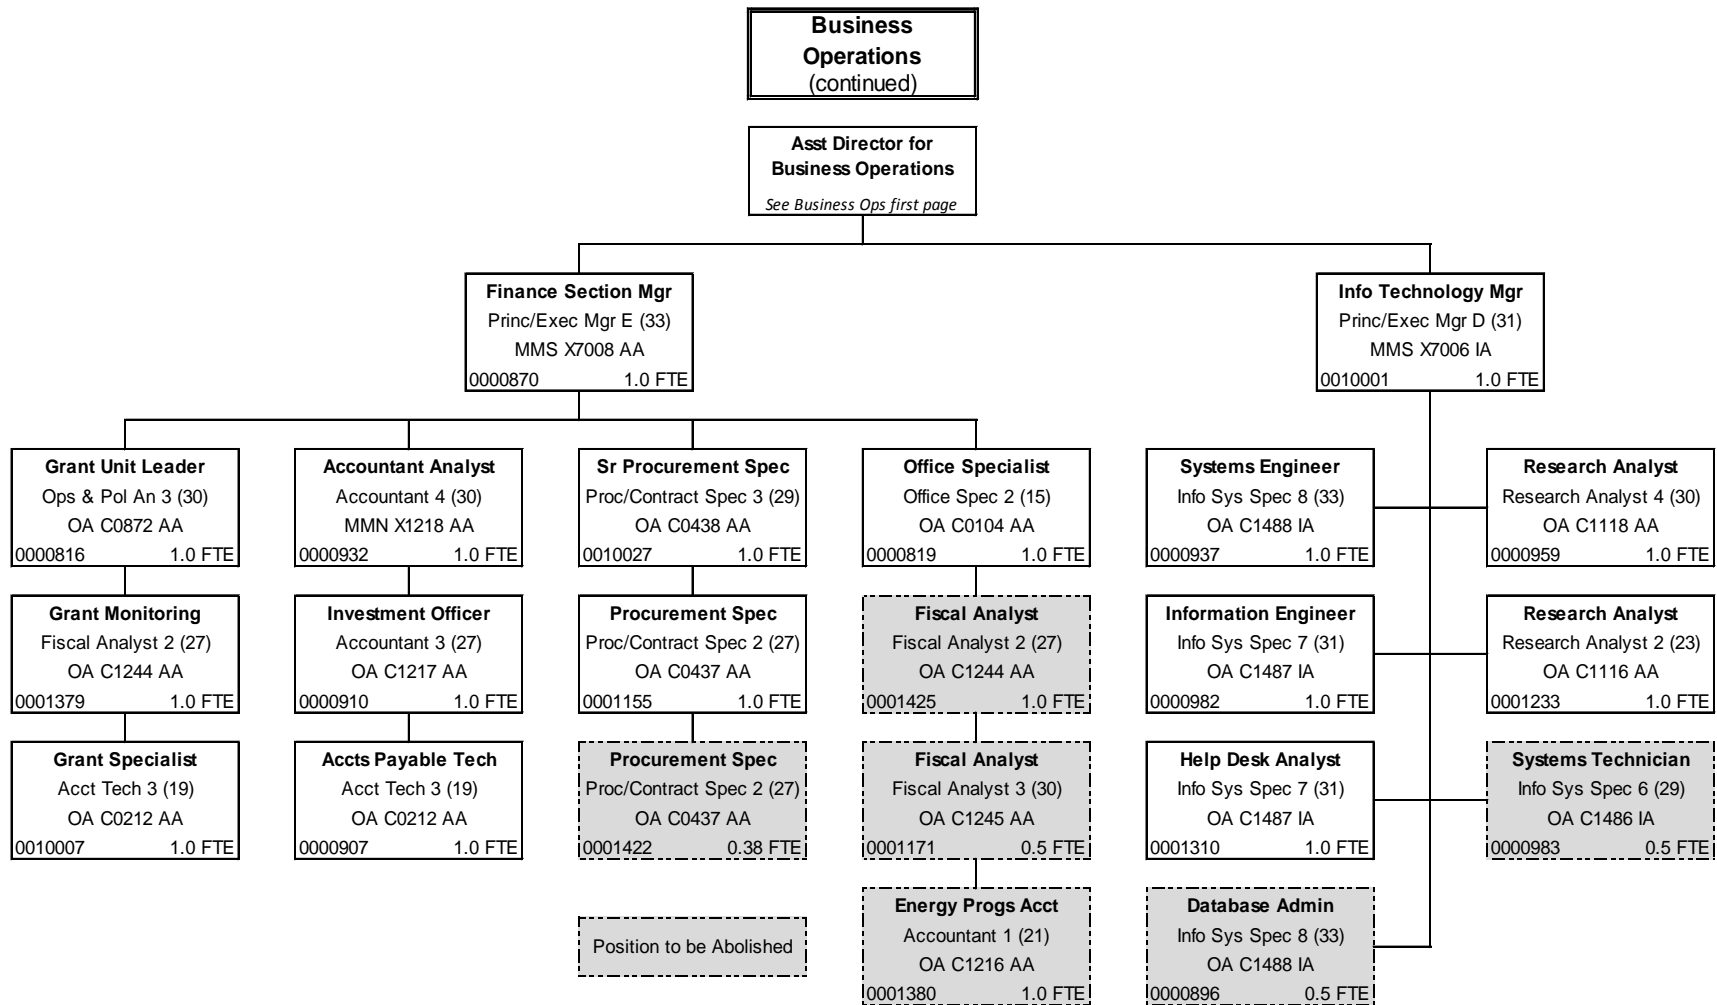 Business
Operations
(continued)
Asst Director for
Business Operations
See Business Ops first page
Finance Section Mgr
Princ/Exec Mgr E (33)
MMS X7008 AA
0000870 1.0 FTE
Info Technology Mgr
Princ/Exec Mgr D (31)
MMS X7006 IA
0010001 1.0 FTE
Grant Unit Leader
Ops & Pol An 3 (30)
OA C0872 AA
0000816 1.0 FTE
Accountant Analyst
Accountant 4 (30)
MMN X1218 AA
0000932 1.0 FTE
Sr Procurement Spec
Proc/Contract Spec 3 (29)
OA C0438 AA
0010027 1.0 FTE
Office Specialist
Office Spec 2 (15)
OA C0104 AA
0000819 1.0 FTE
Systems Engineer
Info Sys Spec 8 (33)
OA C1488 IA
0000937 1.0 FTE
Research Analyst
Research Analyst 4 (30)
OA C1118 AA
0000959 1.0 FTE
Grant Monitoring
Fiscal Analyst 2 (27)
OA C1244 AA
0001379 1.0 FTE
Investment Officer
Accountant 3 (27)
OA C1217 AA
0000910 1.0 FTE
Procurement Spec
Proc/Contract Spec 2 (27)
OA C0437 AA
0001155 1.0 FTE
Fiscal Analyst
Fiscal Analyst 2 (27)
OA C1244 AA
0001425 1.0 FTE
Information Engineer
Info Sys Spec 7 (31)
OA C1487 IA
0000982 1.0 FTE
Research Analyst
Research Analyst 2 (23)
OA C1116 AA
0001233 1.0 FTE
Grant Specialist
Acct Tech 3 (19)
OA C0212 AA
0010007 1.0 FTE
Accts Payable Tech
Acct Tech 3 (19)
OA C0212 AA
0000907 1.0 FTE
Procurement Spec
Proc/Contract Spec 2 (27)
OA C0437 AA
0001422 0.38 FTE
Fiscal Analyst
Fiscal Analyst 3 (30)
OA C1245 AA
0001171 0.5 FTE
Help Desk Analyst
Info Sys Spec 7 (31)
OA C1487 IA
0001310 1.0 FTE
Systems Technician
Info Sys Spec 6 (29)
OA C1486 IA
0000983 0.5 FTE
Position to be Abolished
Energy Progs Acct
Accountant 1 (21)
OA C1216 AA
0001380 1.0 FTE
Database Admin
Info Sys Spec 8 (33)
OA C1488 IA
0000896 0.5 FTE